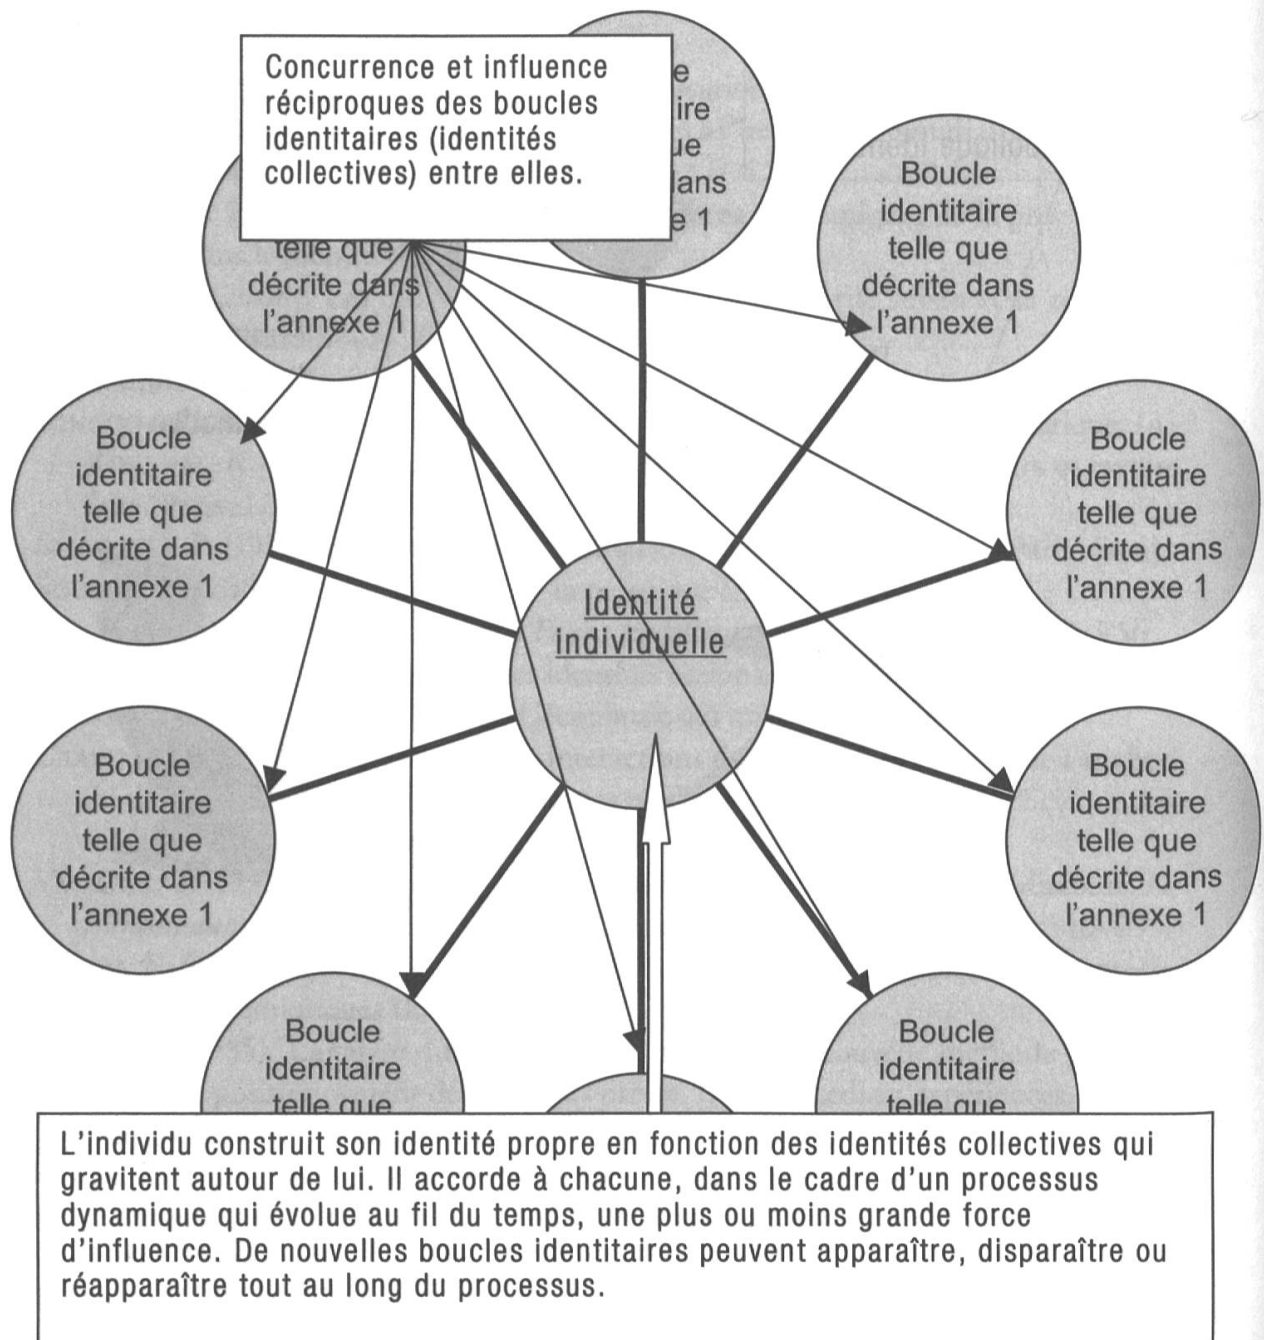 Concurrence et influence
réciproques des boucles
identitaires (identités
collectives) entre elles.
e
ire
ue
dans
e 1
telle que
décrite dans
l'annexe 1
Boucle
identitaire
telle que
décrite dans
l'annexe 1
Boucle
identitaire
telle que
décrite dans
l'annexe 1
Boucle
identitaire
telle que
décrite dans
l'annexe 1
Identité
individuelle
Boucle
identitaire
telle que
décrite dans
l'annexe 1
Boucle
identitaire
telle que
décrite dans
l'annexe 1
Boucle
identitaire
telle que
Boucle
identitaire
telle que
L'individu construit son identité propre en fonction des identités collectives qui
gravitent autour de lui. Il accorde à chacune, dans le cadre d'un processus
dynamique qui évolue au fil du temps, une plus ou moins grande force
d'influence. De nouvelles boucles identitaires peuvent apparaître, disparaître ou
réapparaître tout au long du processus.